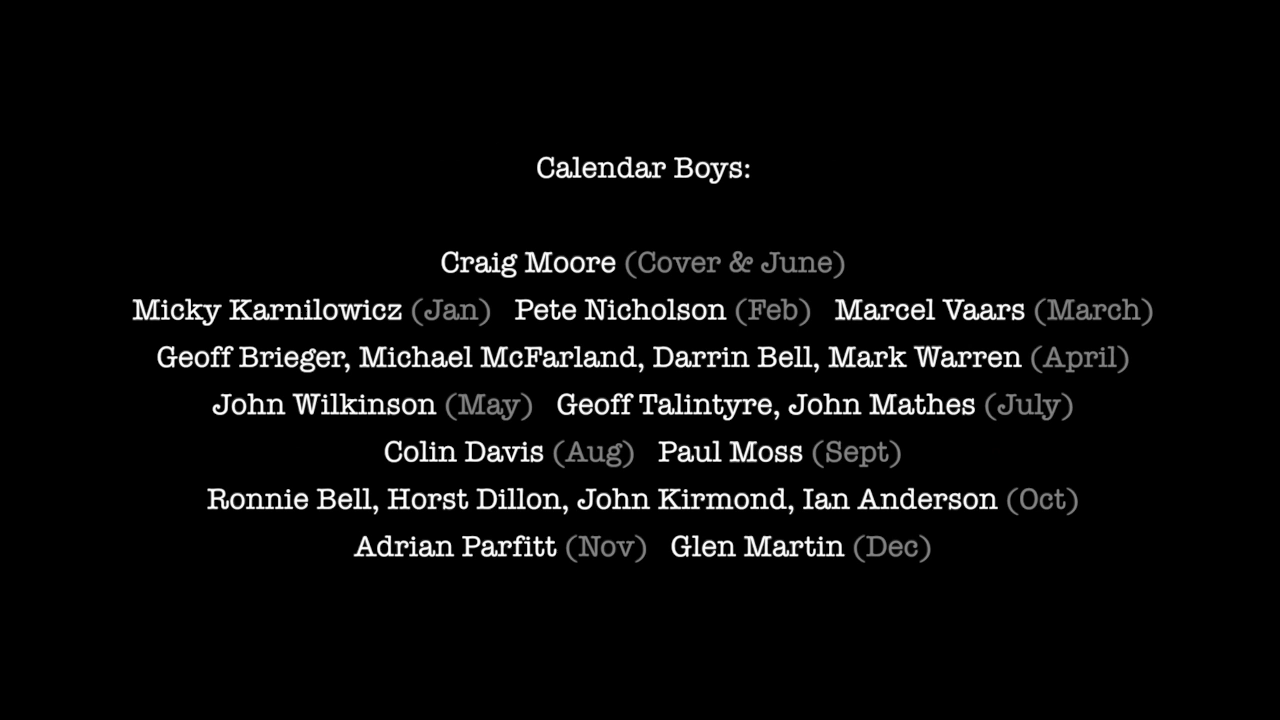 Calendar Boys:
Craig Moore (Cover & June)
Micky Karnilowicz (Jan) Pete Nicholson (Feb) Marcel Vaars (March)
Geoff Brieger, Michael McFarland, Darrin Bell, Mark Warren (April)
John Wilkinson (May) Geoff Talintyre, John Mathes (July)
Colin Davis (Aug) Paul Moss (Sept)
Ronnie Bell, Horst Dillon, John Kirmond, Ian Anderson (Oct)
Adrian Parfitt (Nov) Glen Martin (Dec)